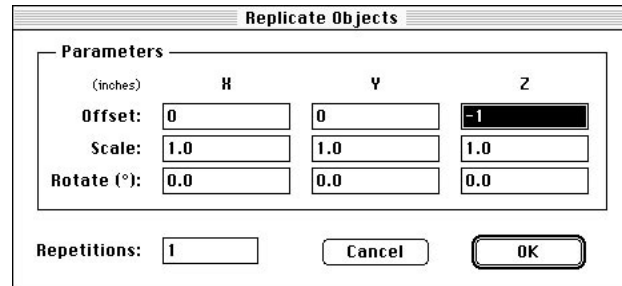 Replicate Objects
Parameters
(inches) X Y Z
Offset: 0 0 -1
Scale: 1.0 1.0 1.0
Rotate (°): 0.0 0.0 0.0
Repetitions: 1 Cancel OK